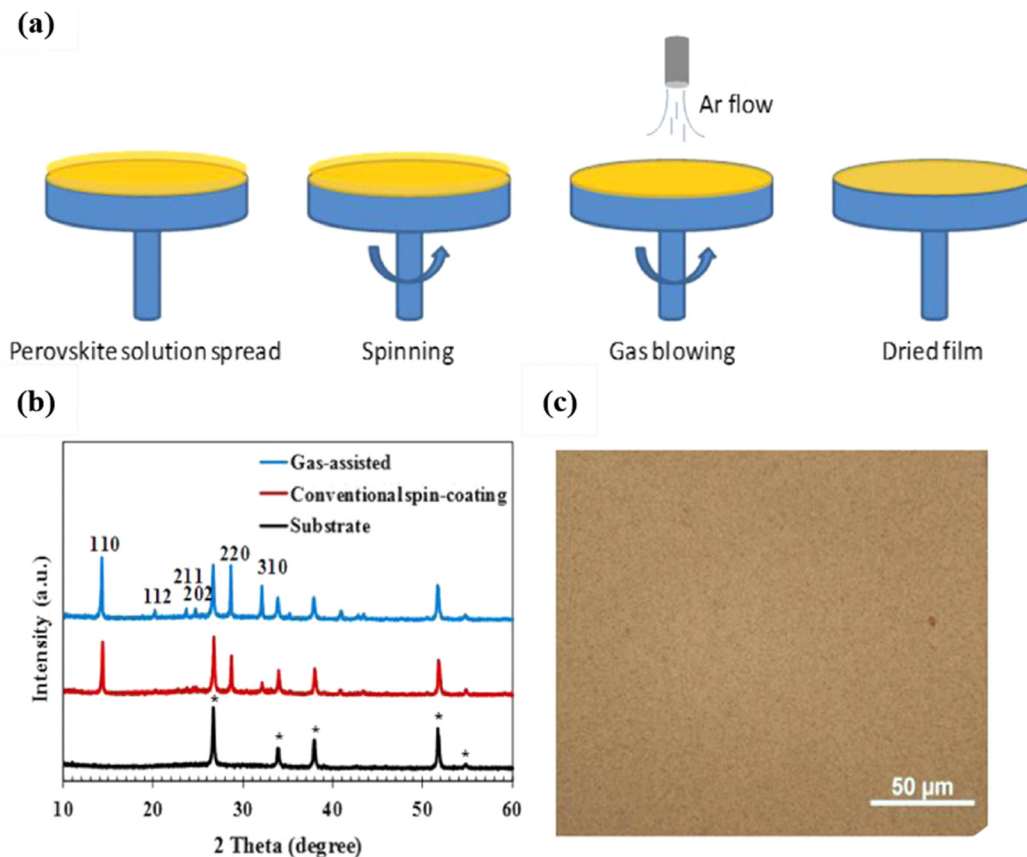 (a)
Ar flow
Perovskite solution spread
Spinning
Gas blowing
Dried film
(b)
(c)
Gas-assisted
Conventional spin-coating
Substrate
110
112
211
202
220
310
*
*
*
*
*
Intensity (a.u.)
10
20
30
40
50
60
2 Theta (degree)
50 µm